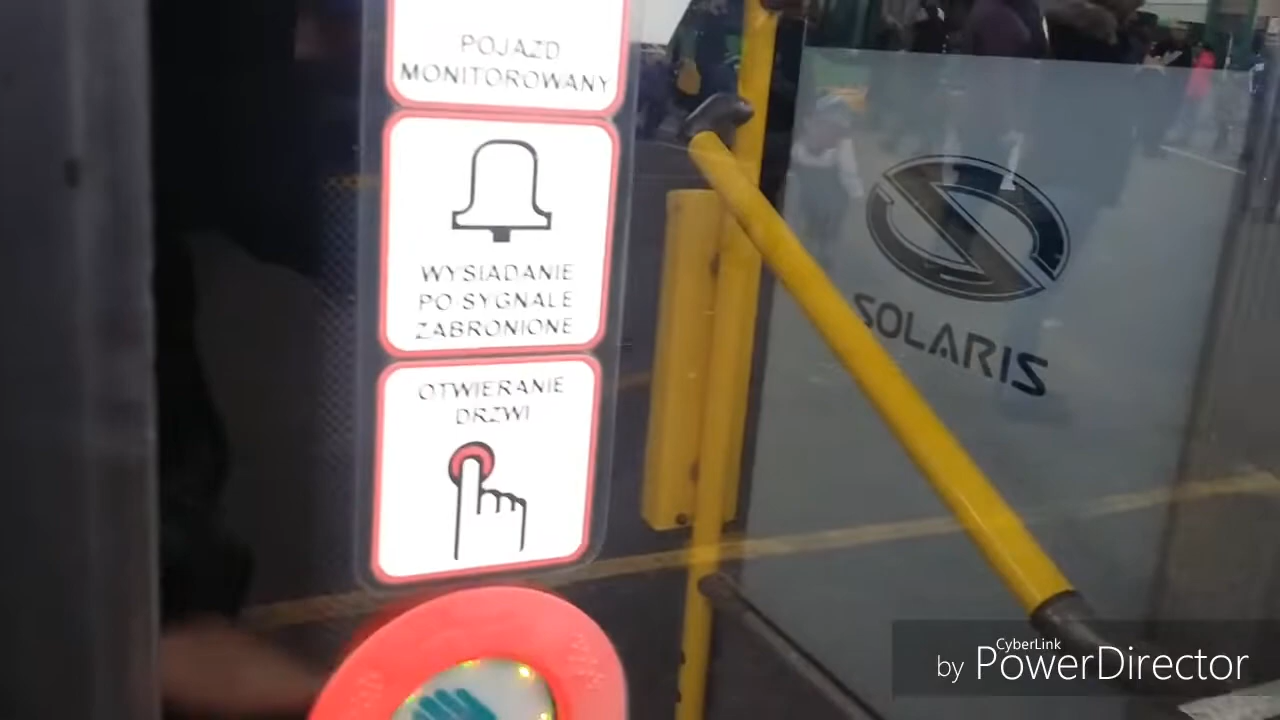 POJAZD
MONITOROWANY
WYSIADANIE
PO SYGNALE
ZABRONIONE
OTWIERANIE
DRZWI
SOLARIS
CyberLink
by PowerDirector